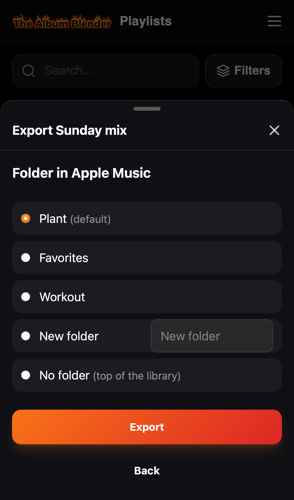 The Album Blender Playlists
Search... Filters
Export Sunday mix
Folder in Apple Music
Plant (default)
Favorites
Workout
New folder New folder
No folder (top of the library)
Export
Back